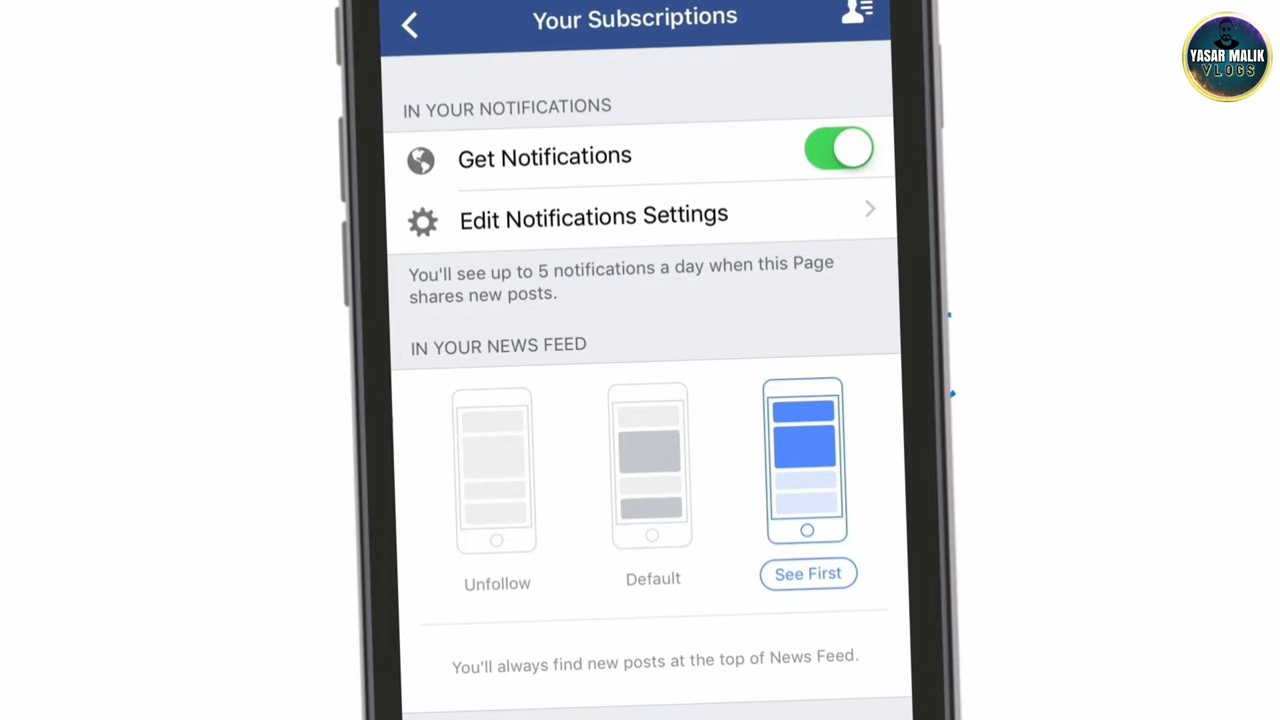 Your Subscriptions
YASAR MALIK
VLOGS
IN YOUR NOTIFICATIONS
Get Notifications
Edit Notifications Settings
You'll see up to 5 notifications a day when this Page
shares new posts.
IN YOUR NEWS FEED
Unfollow
Default
See First
You'll always find new posts at the top of News Feed.